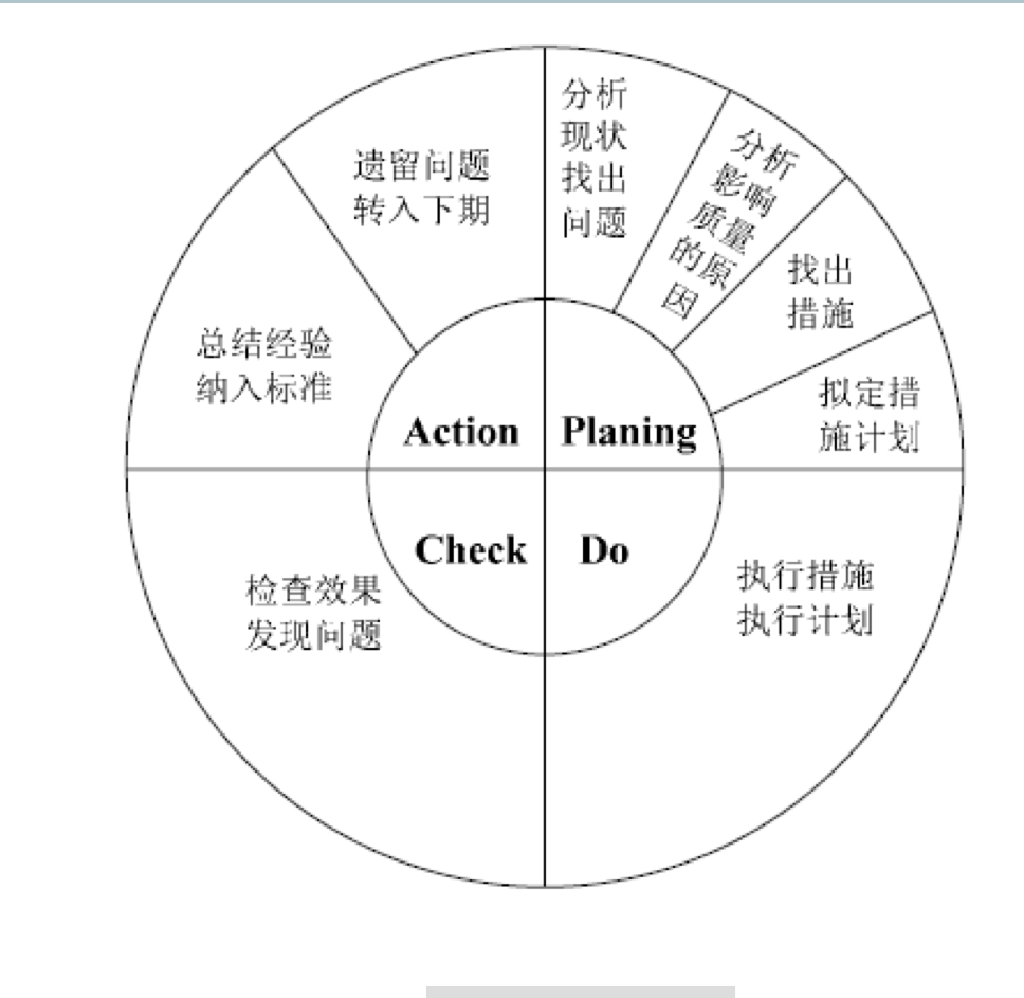 分析
现状
找出
问题
分析
影响
质量
的原
因
找出
措施
拟定措
施计划
执行措施
执行计划
检查效果
发现问题
总结经验
纳入标准
遗留问题
转入下期
Action
Planing
Check
Do